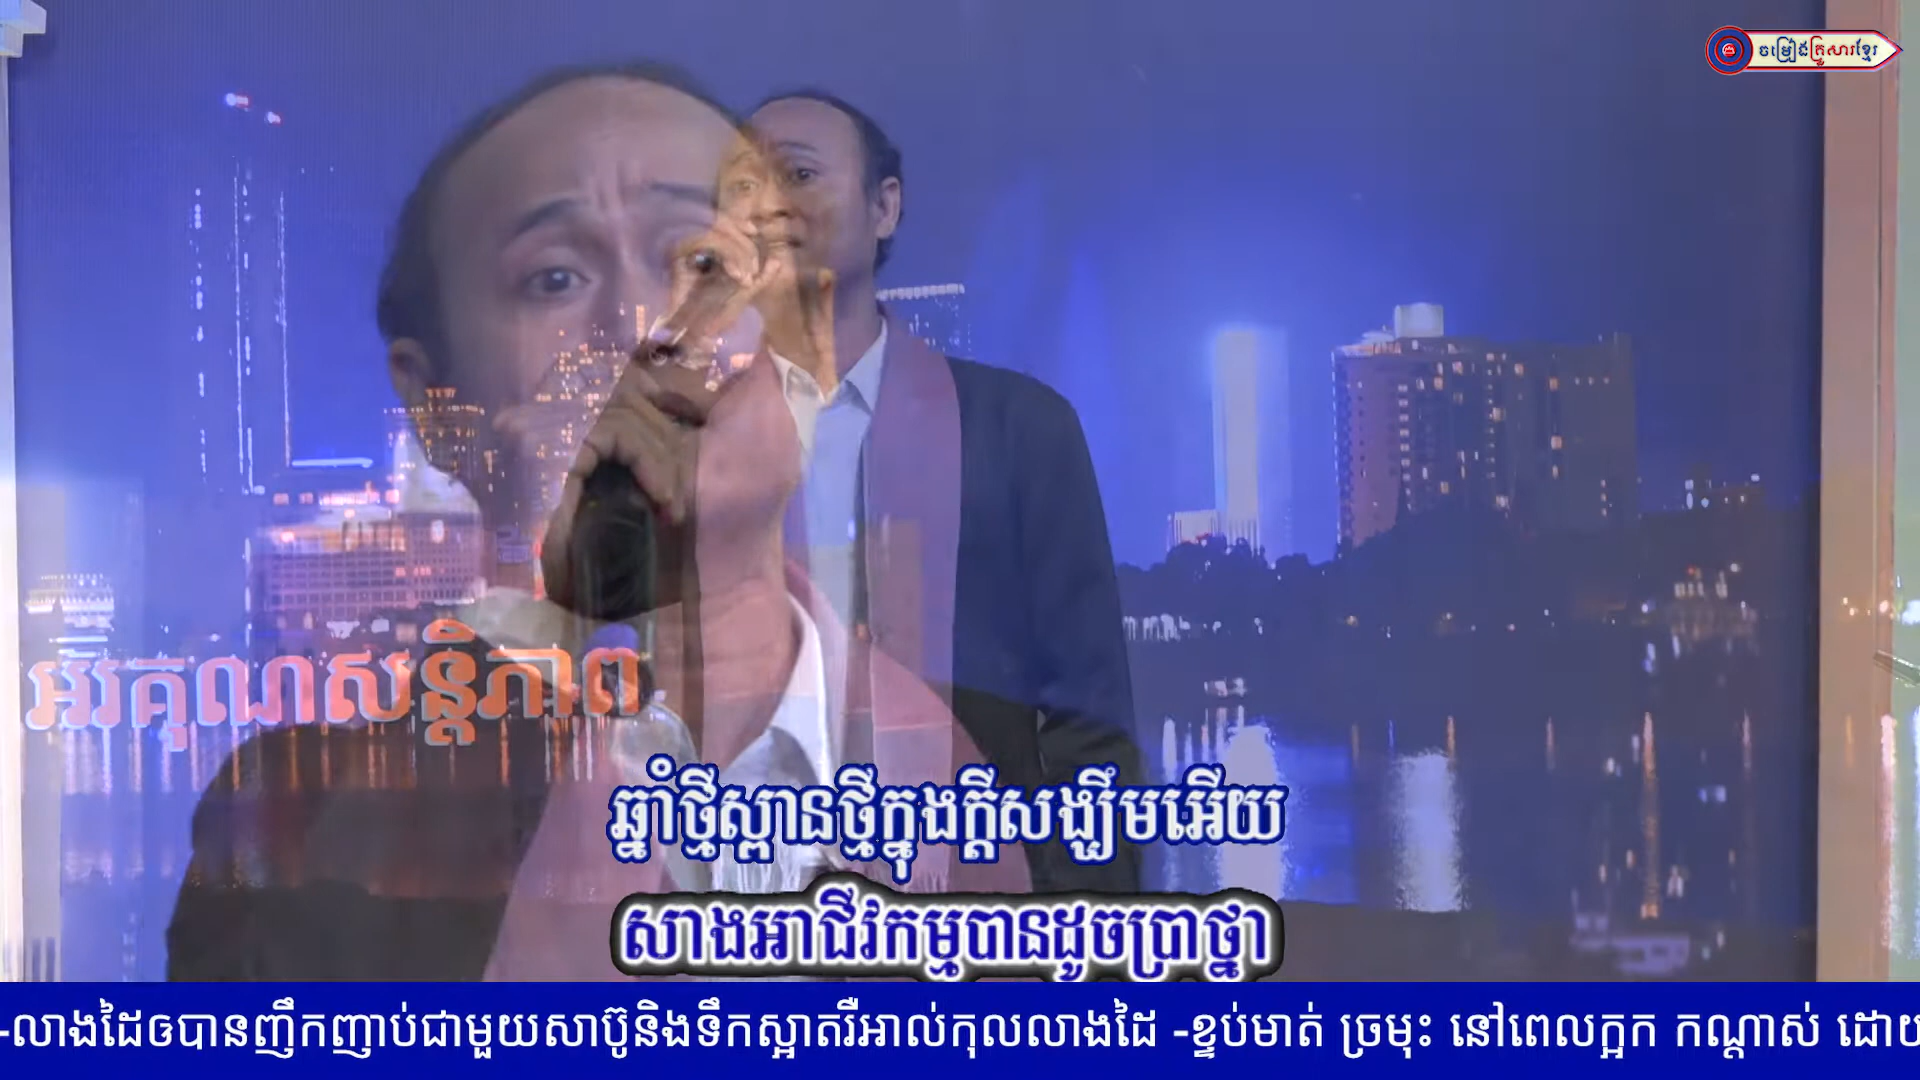 ចម្រៀងគ្រួសារខ្មែរ
អរគុណសន្តិភាព
ឆ្នាំថ្មីស្ពានថ្មីក្នុងក្ដីសង្ឃឹមអើយ
សាងអាជីវកម្មបានដូចប្រាថ្នា
-លាងដៃឲបានញឹកញាប់ជាមួយសាប៊ូនិងទឹកស្អាតរឺអាល់កុលលាងដៃ -ខ្ទប់មាត់ ច្រមុះ នៅពេលក្អក កណ្ដាស់ ដោយ